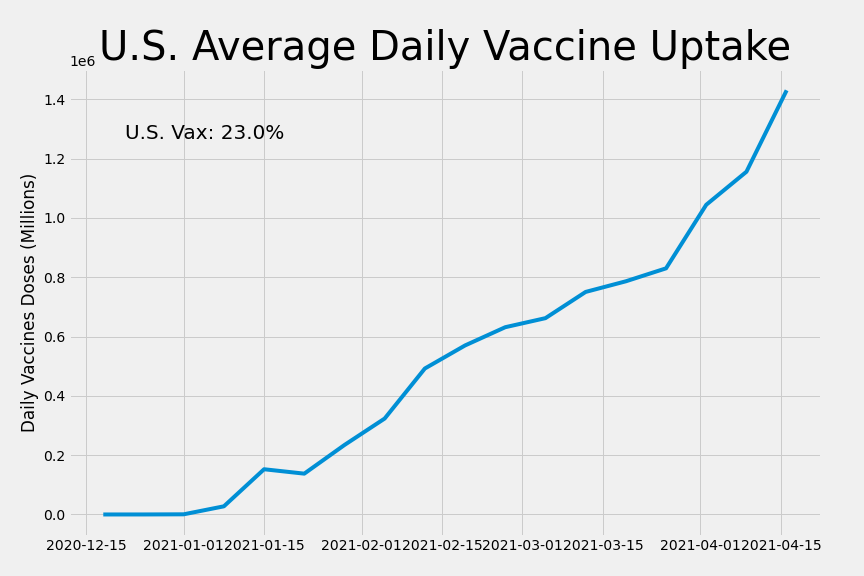 U.S. Average Daily Vaccine Uptake
1e6
1.4
U.S. Vax: 23.0%
1.2
1.0
0.8
0.6
0.4
0.2
0.0
Daily Vaccines Doses (Millions)
2020-12-15 2021-01-01 2021-01-15 2021-02-01 2021-02-15 2021-03-01 2021-03-15 2021-04-01 2021-04-15